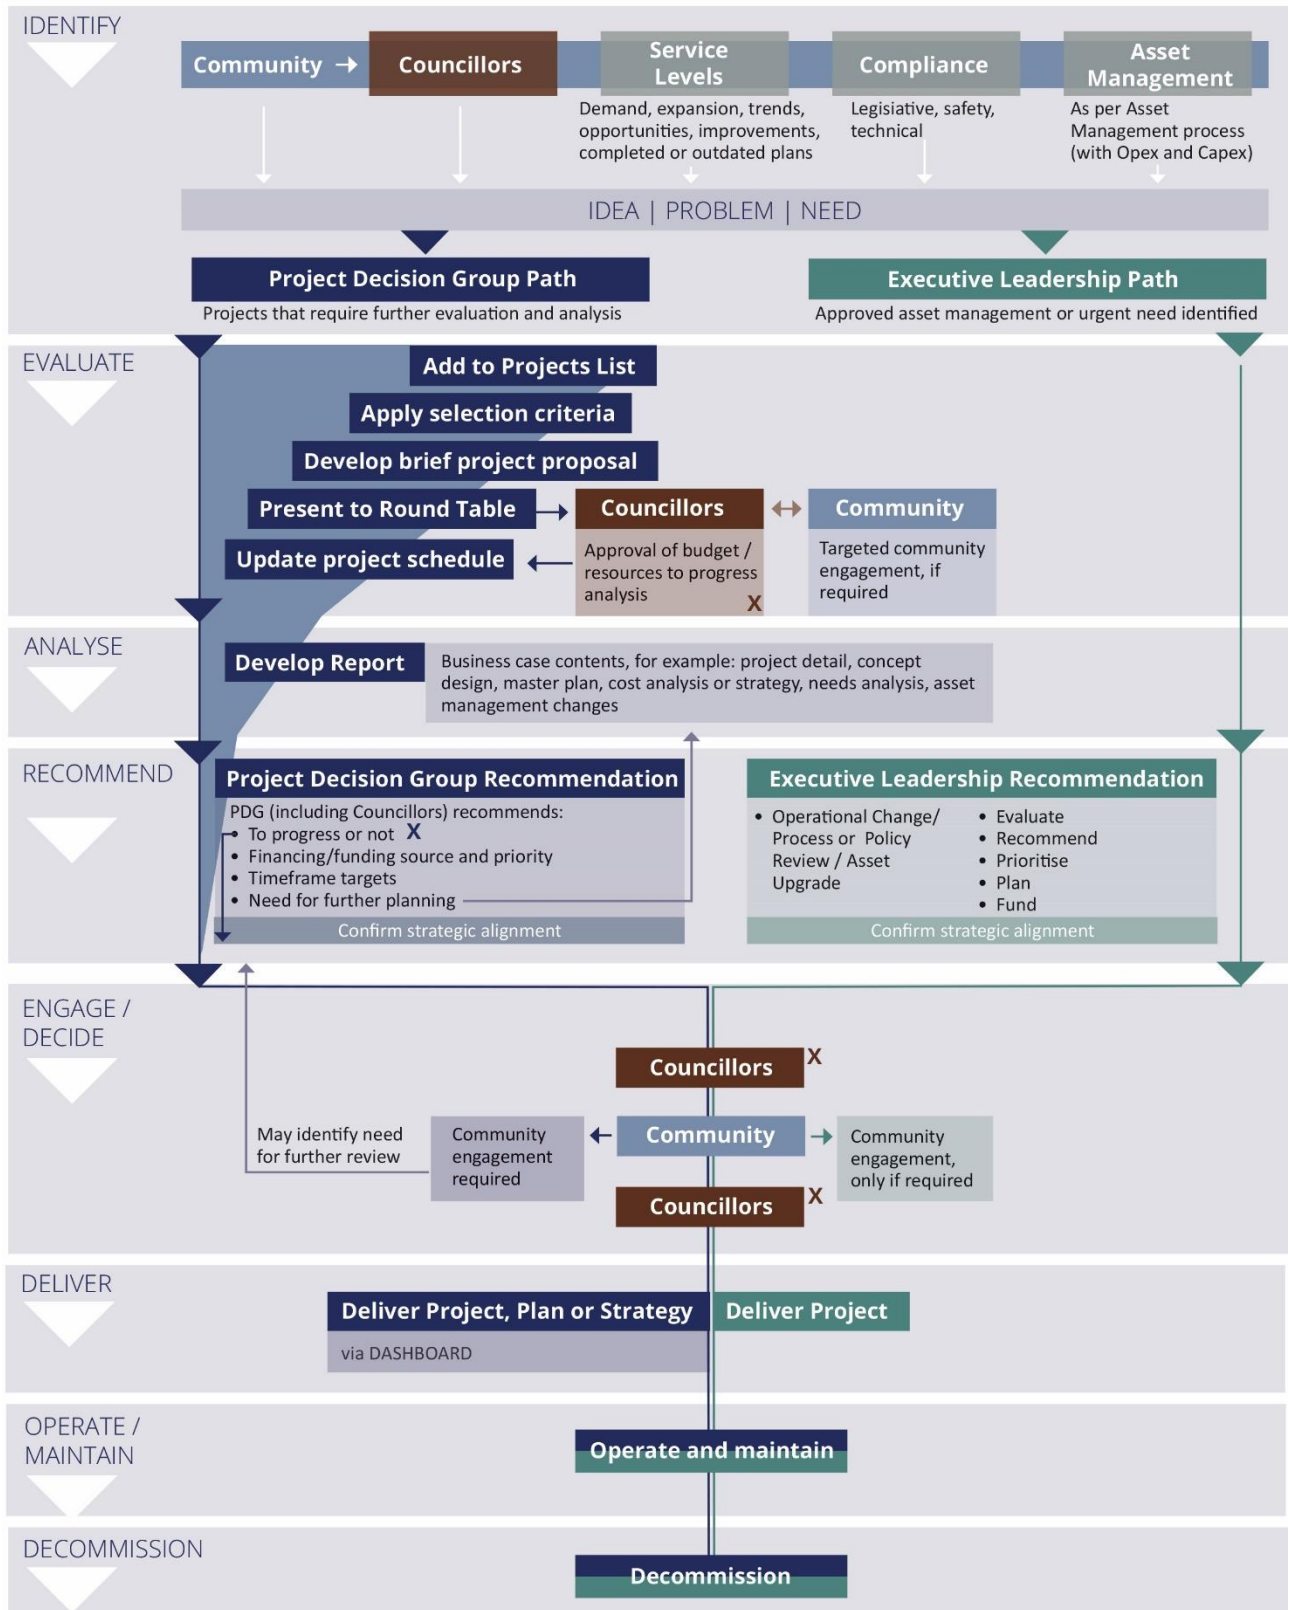 IDENTIFY
Community →
Councillors
Service
Levels
Compliance
Asset
Management
Demand, expansion, trends,
opportunities, improvements,
completed or outdated plans
Legisiative, safety,
technical
As per Asset
Management process
(with Opex and Capex)
IDEA | PROBLEM | NEED
Project Decision Group Path
Projects that require further evaluation and analysis
Executive Leadership Path
Approved asset management or urgent need identified
EVALUATE
Add to Projects List
Apply selection criteria
Develop brief project proposal
Present to Round Table
Councillors
Community
Update project schedule
Approval of budget /
resources to progress
analysis
X
Targeted community
engagement, if
required
ANALYSE
Develop Report
Business case contents, for example: project detail, concept
design, master plan, cost analysis or strategy, needs analysis, asset
management changes
RECOMMEND
Project Decision Group Recommendation
PDG (including Councillors) recommends:
• To progress or not X
• Financing/funding source and priority
• Timeframe targets
• Need for further planning
Confirm strategic alignment
Executive Leadership Recommendation
• Operational Change/
Process or Policy
Review / Asset
Upgrade
• Evaluate
• Recommend
• Prioritise
• Plan
• Fund
Confirm strategic alignment
ENGAGE /
DECIDE
Councillors X
May identify need
for further review
Community
engagement
required
Community
Community
engagement,
only if required
Councillors X
DELIVER
Deliver Project, Plan or Strategy
via DASHBOARD
Deliver Project
OPERATE /
MAINTAIN
Operate and maintain
DECOMMISSION
Decommission